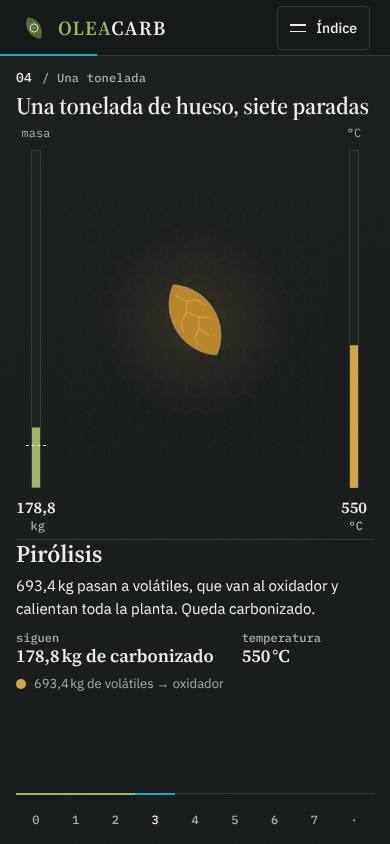 OLEACARB
Índice
04 / Una tonelada
Una tonelada de hueso, siete paradas
masa
°C
178,8
kg
550
°C
Pirólisis
693,4 kg pasan a volátiles, que van al oxidador y
calientan toda la planta. Queda carbonizado.
siguen
temperatura
178,8 kg de carbonizado
550 °C
693,4 kg de volátiles → oxidador
0 1 2 3 4 5 6 7 ·